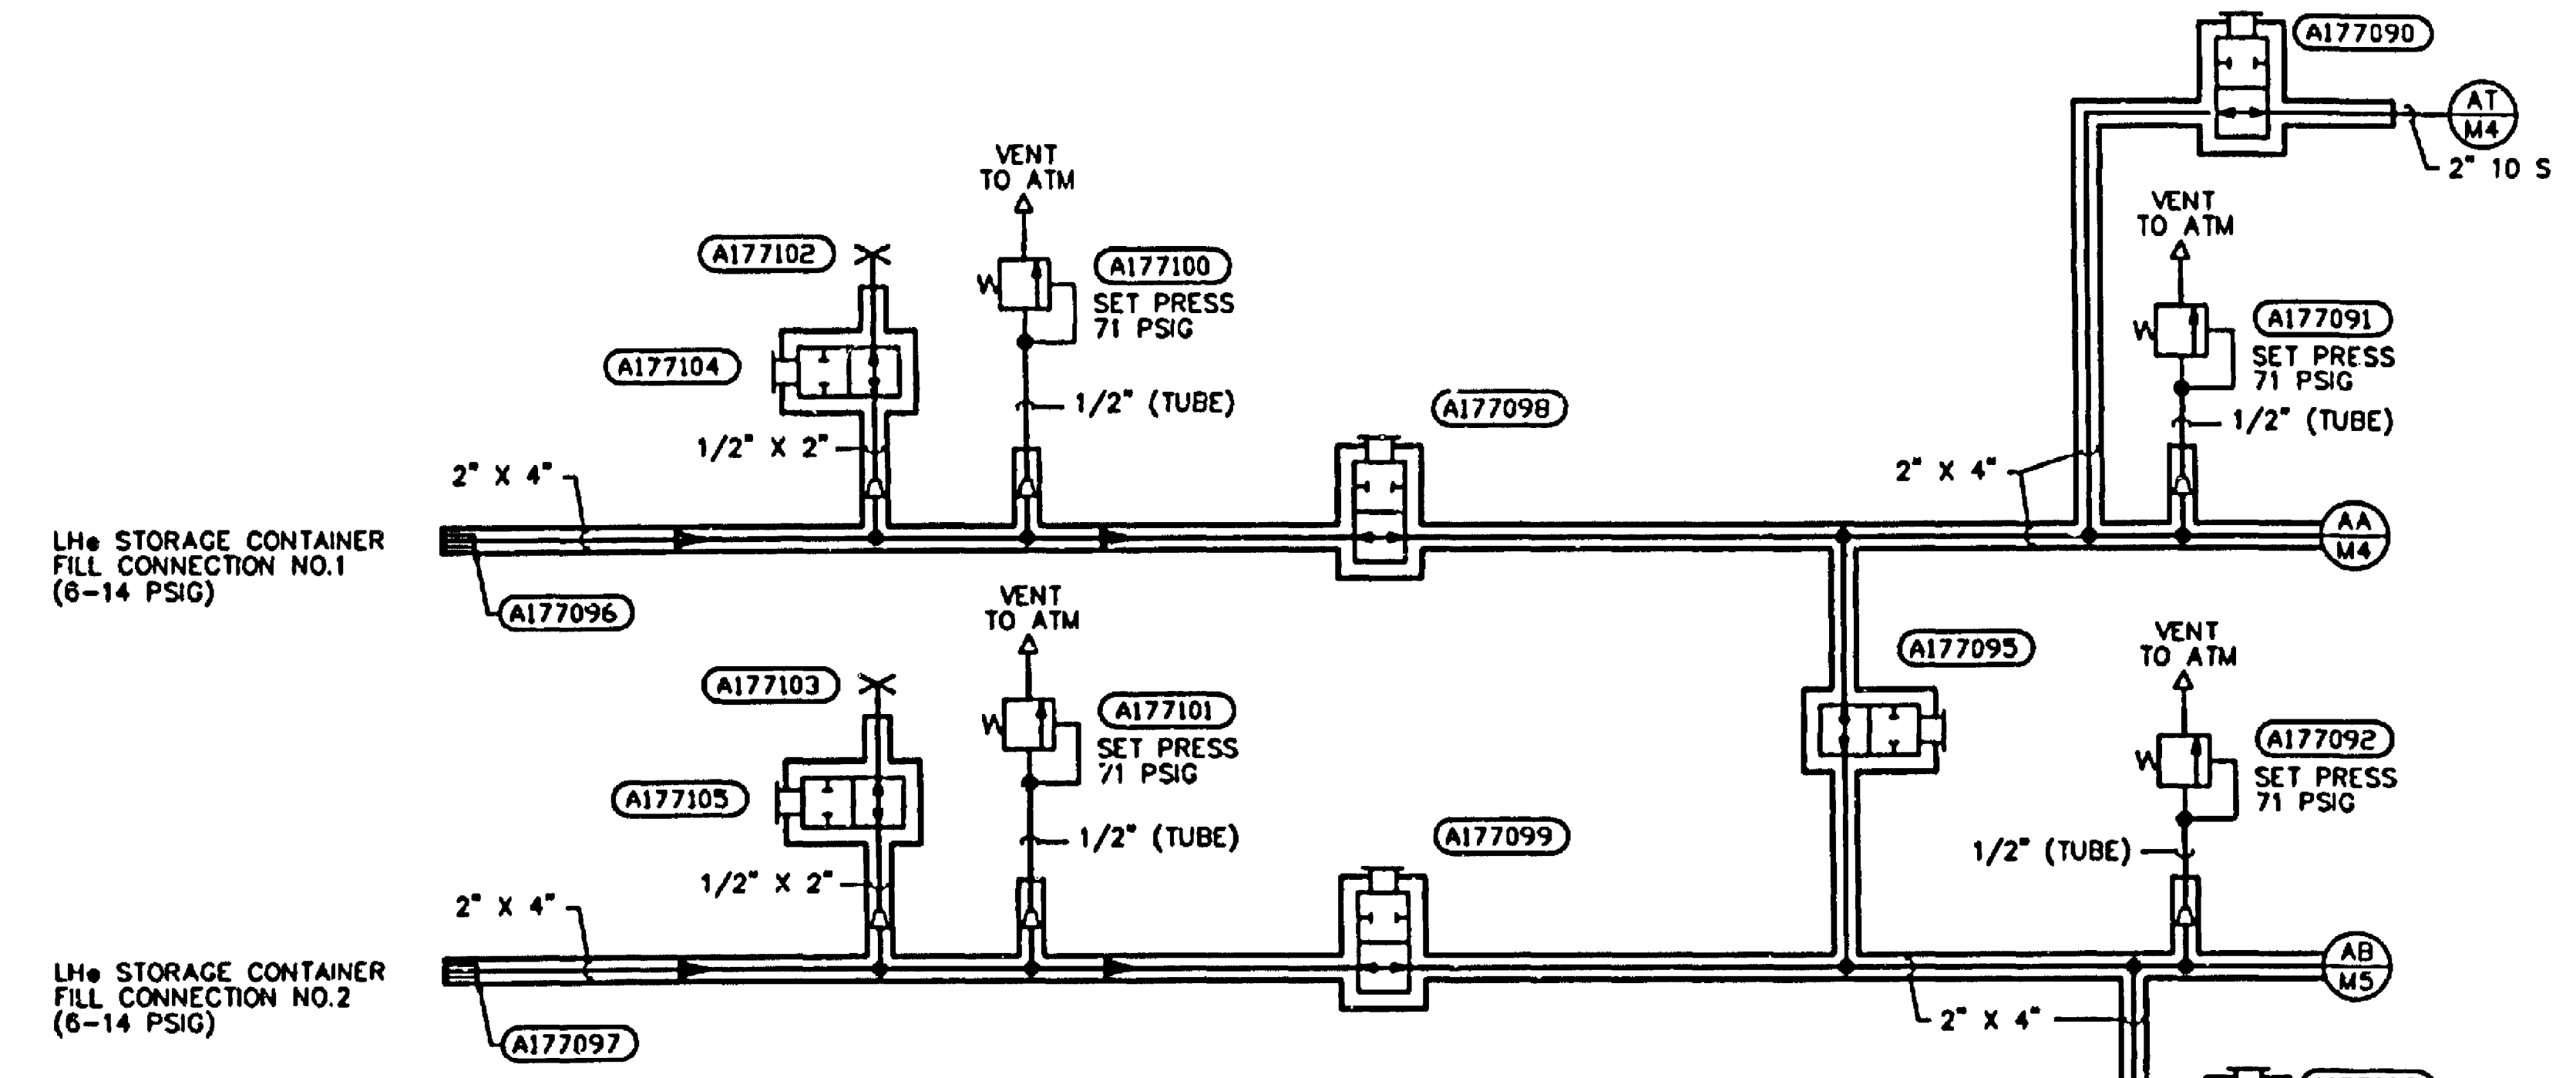 A177090
AT
M4
2" 10 S
VENT
TO ATM
VENT
TO ATM
A177102
A177100
SET PRESS
71 PSIG
A177091
SET PRESS
71 PSIG
A177104
1/2" (TUBE)
A177098
1/2" (TUBE)
1/2" X 2"
2" X 4"
2" X 4"
LHe STORAGE CONTAINER
FILL CONNECTION NO.1
(6-14 PSIG)
AA
M4
A177096
VENT
TO ATM
A177095
VENT
TO ATM
A177103
A177101
SET PRESS
71 PSIG
A177092
SET PRESS
71 PSIG
A177105
1/2" (TUBE)
A177099
1/2" (TUBE)
1/2" X 2"
2" X 4"
LHe STORAGE CONTAINER
FILL CONNECTION NO.2
(6-14 PSIG)
AB
M5
2" X 4"
A177097